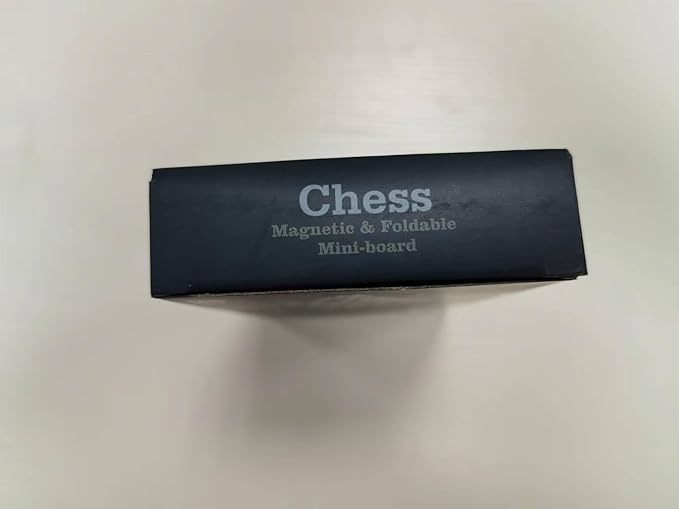 Chess
Magnetic & Foldable
Mini-board